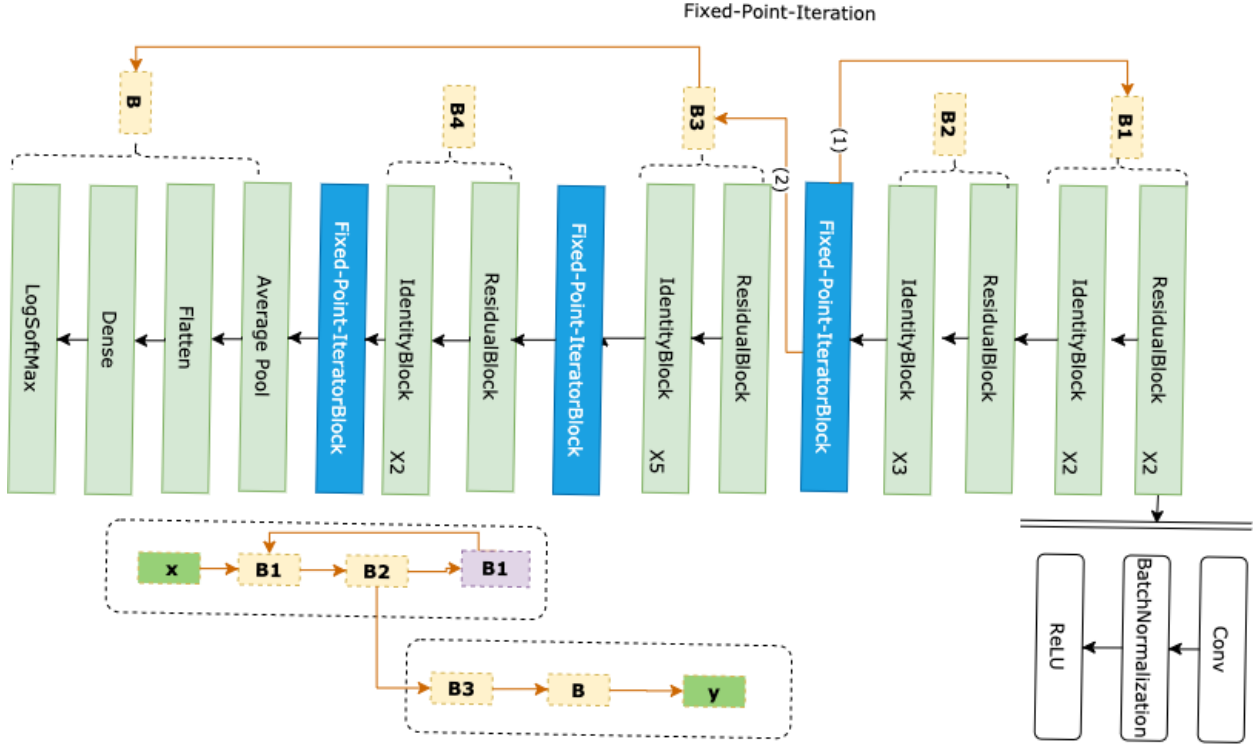 Fixed-Point-Iteration
B
B4
B3
B2
B1
(1)
(2)
LogSoftMax
Dense
Flatten
Average Pool
Fixed-Point-IteratorBlock
IdentityBlock
X2
ResidualBlock
Fixed-Point-IteratorBlock
IdentityBlock
X5
ResidualBlock
Fixed-Point-IteratorBlock
IdentityBlock
X3
ResidualBlock
IdentityBlock
X2
ResidualBlock
X2
x
B1
B2
B1
B3
B
y
ReLU
BatchNormalization
Conv